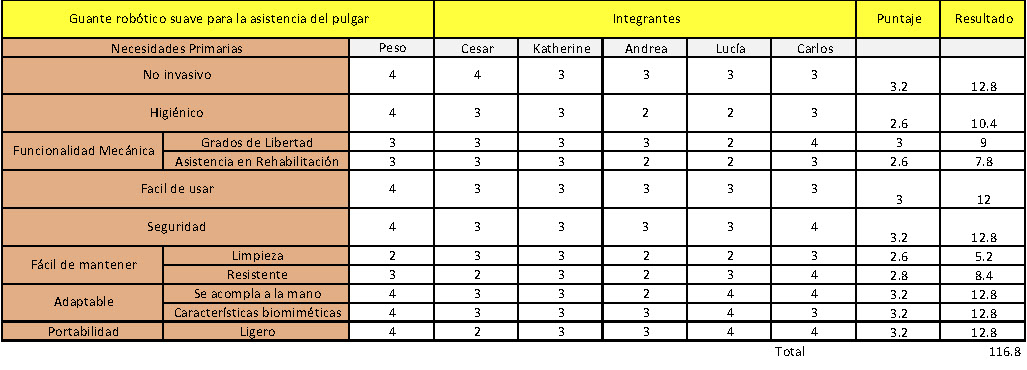 Guante robótico suave para la asistencia del pulgar Integrantes Puntaje Resultado
Necesidades Primarias Peso Cesar Katherine Andrea Lucía Carlos
No invasivo 4 4 3 3 3 3 3.2 12.8
Higiénico 4 3 3 2 2 3 2.6 10.4
Funcionalidad Mecánica Grados de Libertad 3 3 3 3 2 4 3 9
Asistencia en Rehabilitación 3 3 3 2 2 3 2.6 7.8
Facil de usar 4 3 3 3 3 3 3 12
Seguridad 4 3 3 3 3 4 3.2 12.8
Fácil de mantener Limpieza 2 3 3 2 2 3 2.6 5.2
Resistente 3 2 3 2 3 4 2.8 8.4
Adaptable Se acopla a la mano 4 3 3 2 4 4 3.2 12.8
Características biomiméticas 4 3 3 3 4 3 3.2 12.8
Portabilidad Ligero 4 2 3 3 4 4 3.2 12.8
Total 116.8